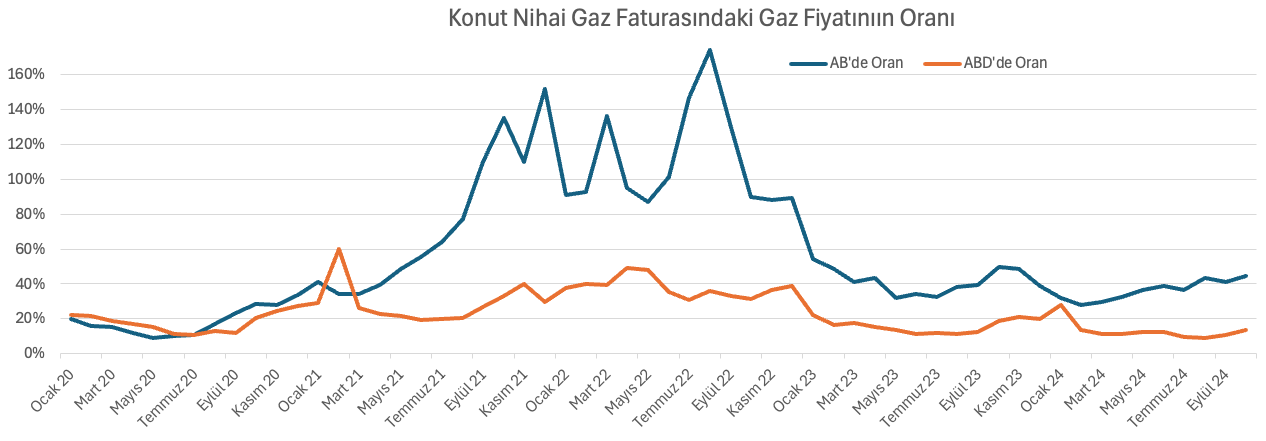 Konut Nihai Gaz Faturasındaki Gaz Fiyatınıın Oranı
AB'de Oran
ABD'de Oran
160%
140%
120%
100%
80%
60%
40%
20%
0%
Ocak 20
Mart 20
Mayıs 20
Temmuz 20
Eylül 20
Kasım 20
Ocak 21
Mart 21
Mayıs 21
Temmuz 21
Eylül 21
Kasım 21
Ocak 22
Mart 22
Mayıs 22
Temmuz 22
Eylül 22
Kasım 22
Ocak 23
Mart 23
Mayıs 23
Temmuz 23
Eylül 23
Kasım 23
Ocak 24
Mart 24
Mayıs 24
Temmuz 24
Eylül 24